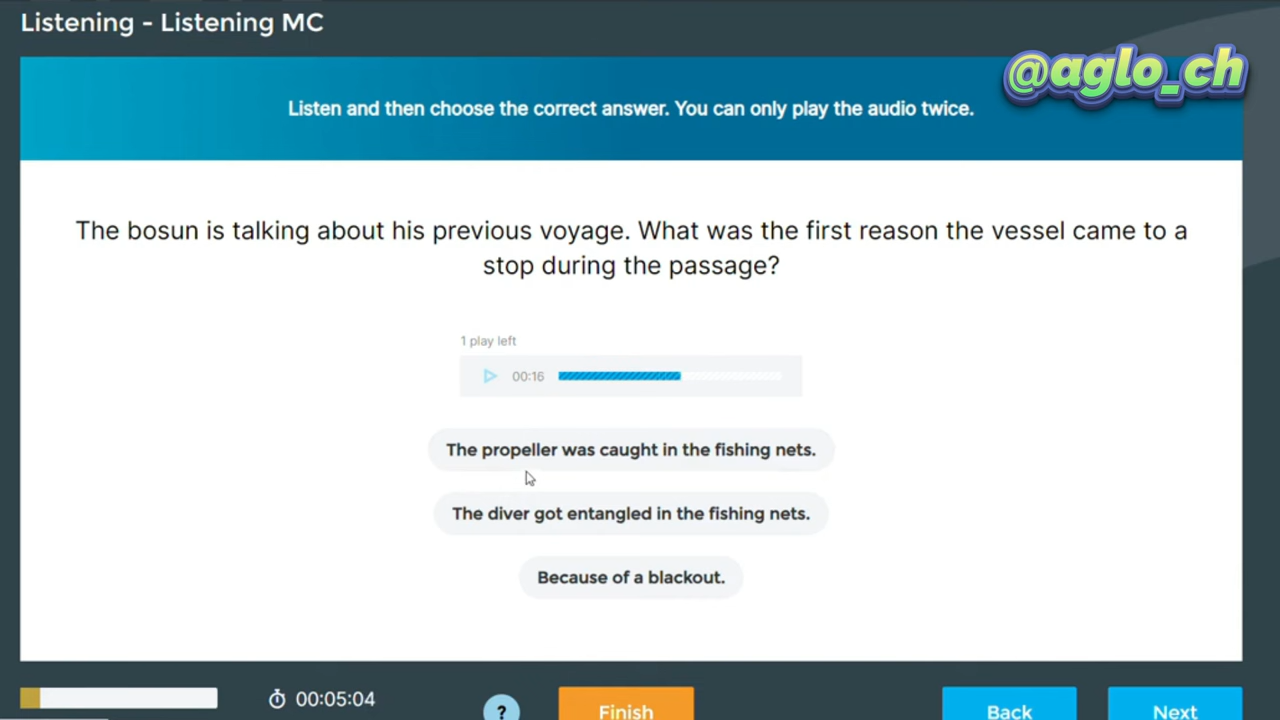 Listening - Listening MC
@aglo_ch
Listen and then choose the correct answer. You can only play the audio twice.
The bosun is talking about his previous voyage. What was the first reason the vessel came to a
stop during the passage?
1 play left
00:16
The propeller was caught in the fishing nets.
The diver got entangled in the fishing nets.
Because of a blackout.
00:05:04
?
Finish
Back
Next